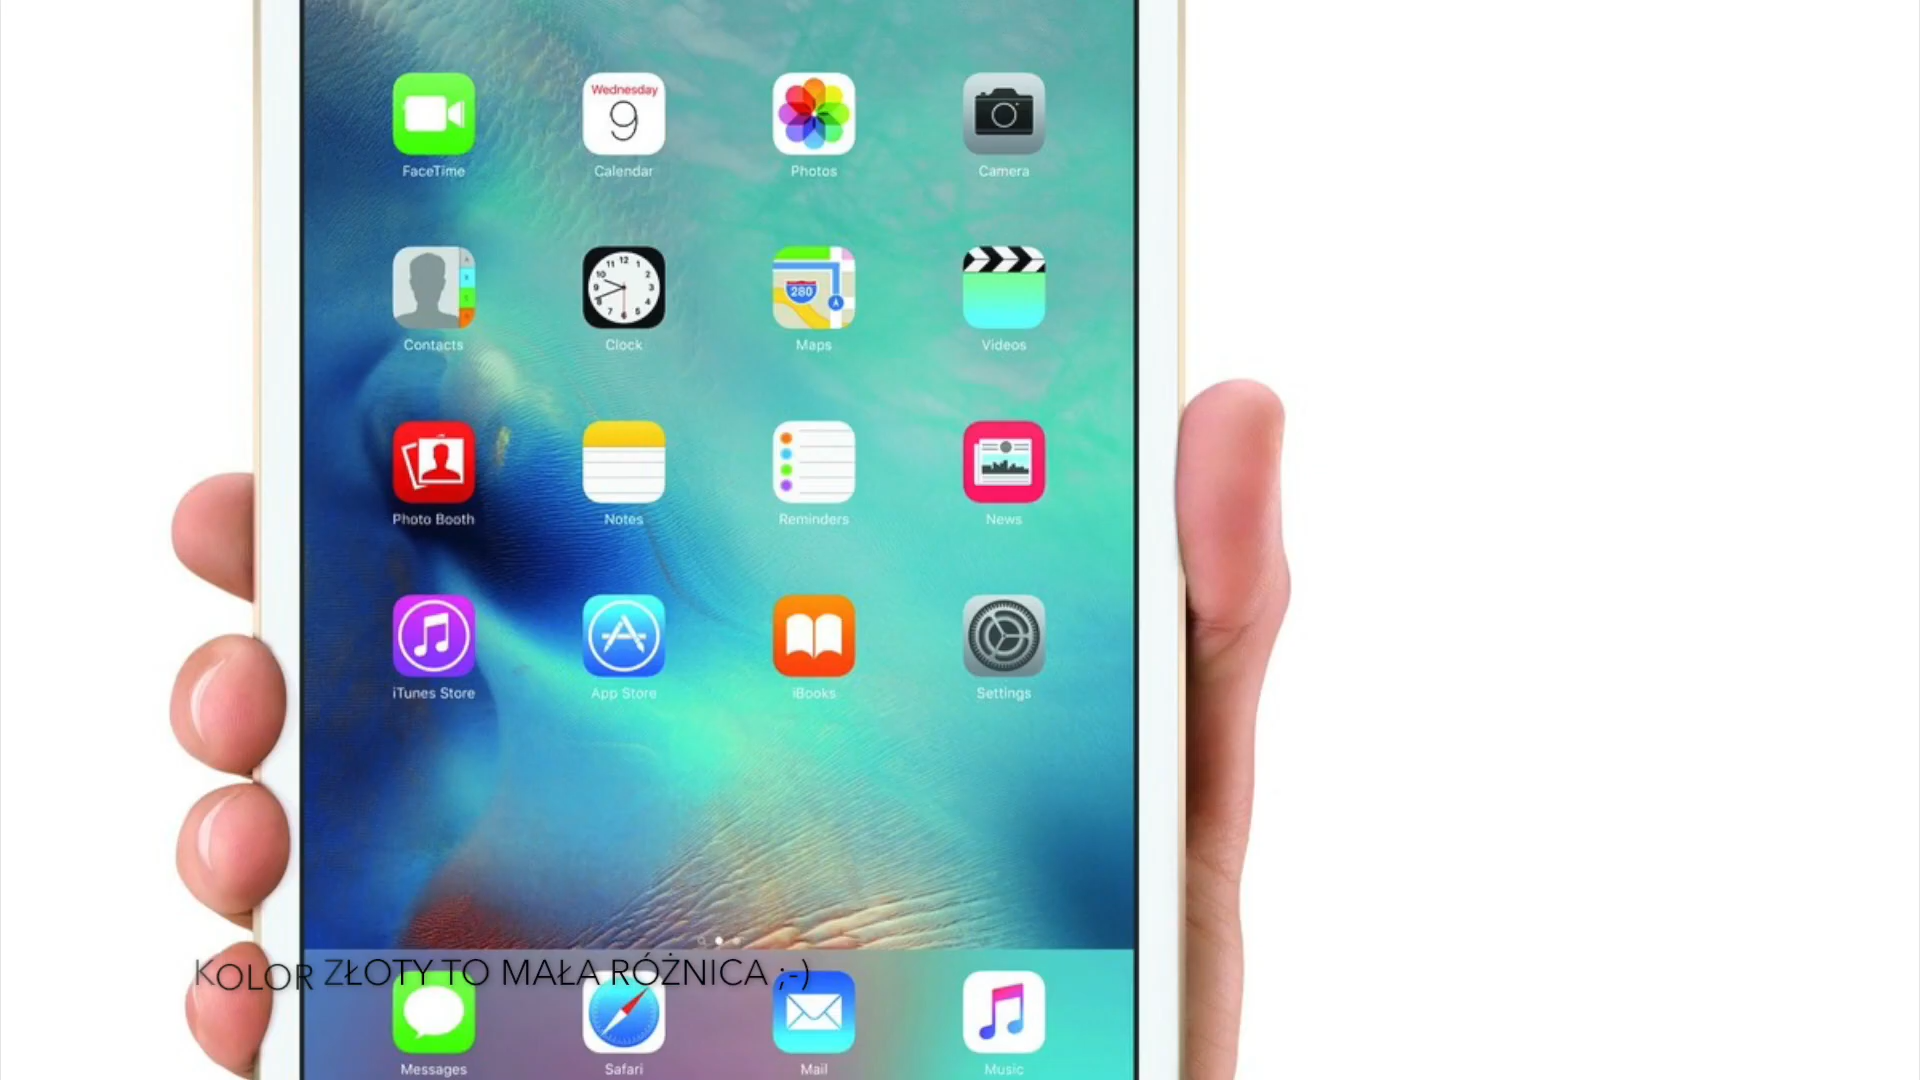 Wednesday
9
FaceTime Calendar Photos Camera
280
Contacts Clock Maps Videos
Photo Booth Notes Reminders News
iTunes Store App Store iBooks Settings
KOLOR ZŁOTY TO MAŁA RÓŻNICA ;-)
Messages Safari Mail Music